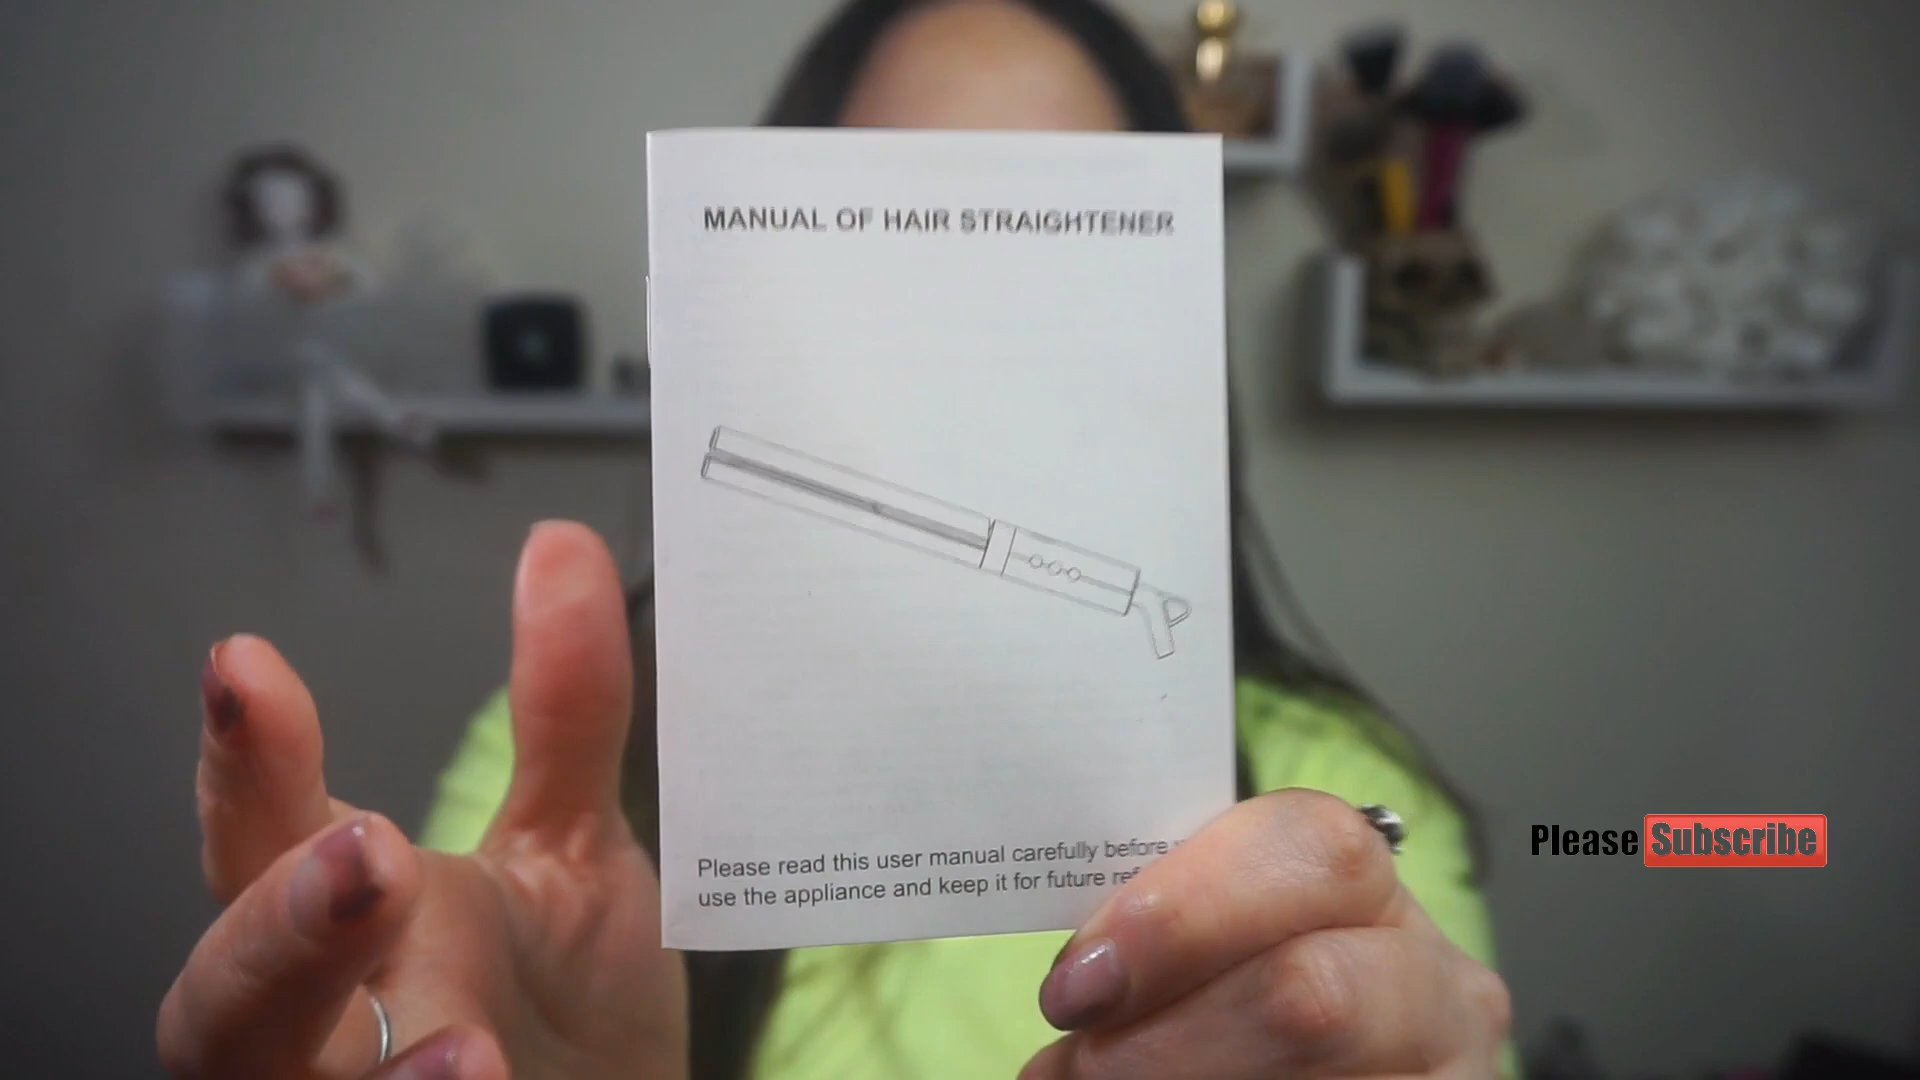 MANUAL OF HAIR STRAIGHTENER
Please read this user manual carefully before
use the appliance and keep it for future
Please Subscribe